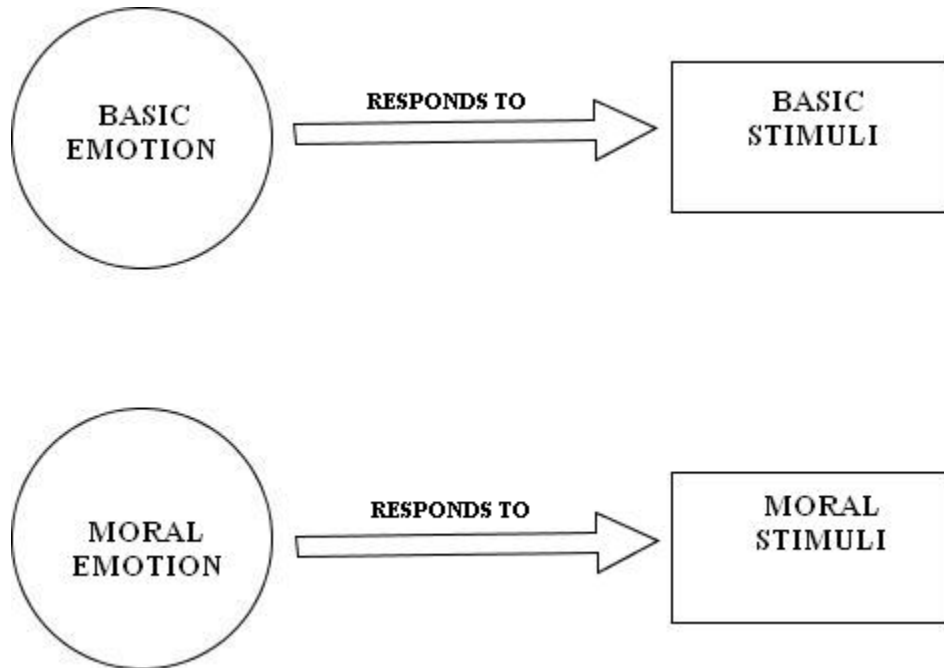 BASIC
EMOTION
RESPONDS TO
BASIC
STIMULI
MORAL
EMOTION
RESPONDS TO
MORAL
STIMULI